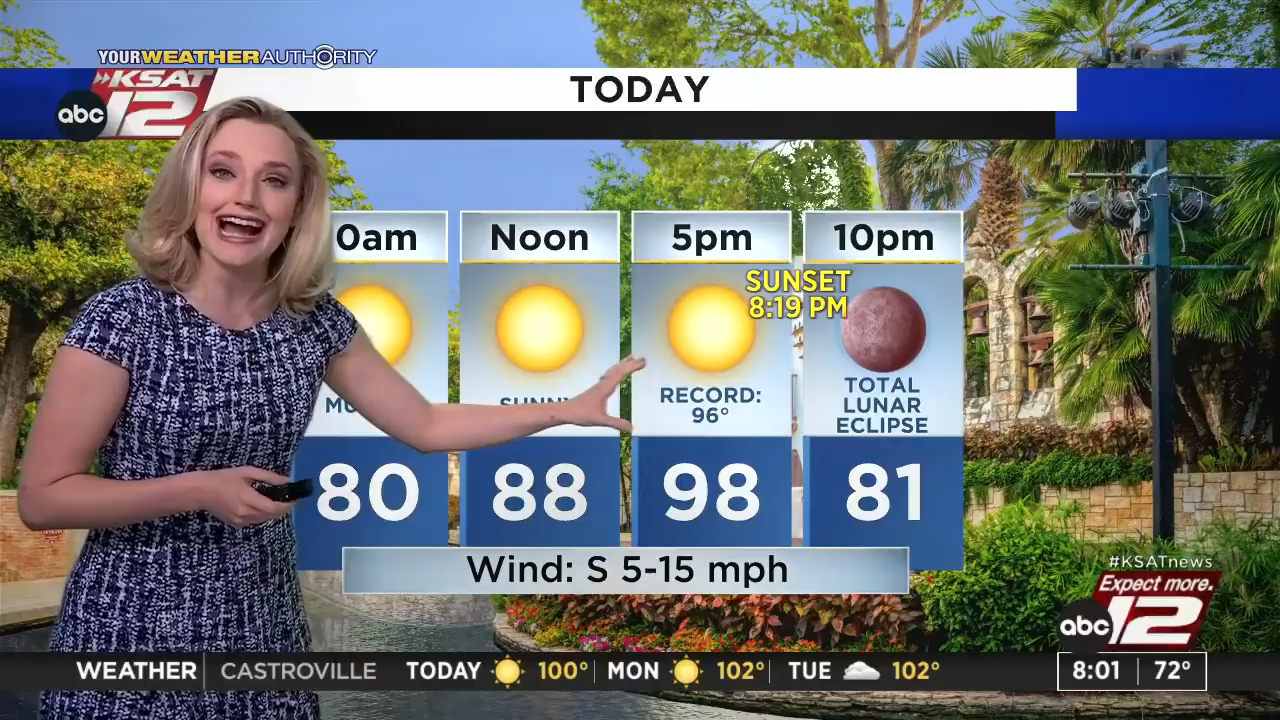 YOUR WEATHER AUTHORITY
KSAT
abc 12
TODAY
0am
Noon
5pm
10pm
SUNSET
8:19 PM
RECORD:
96°
TOTAL
LUNAR
ECLIPSE
80
88
98
81
Wind: S 5-15 mph
#KSATnews
Expect more.
abc 12
WEATHER CASTROVILLE TODAY 100° MON 102° TUE 102° 8:01 72°